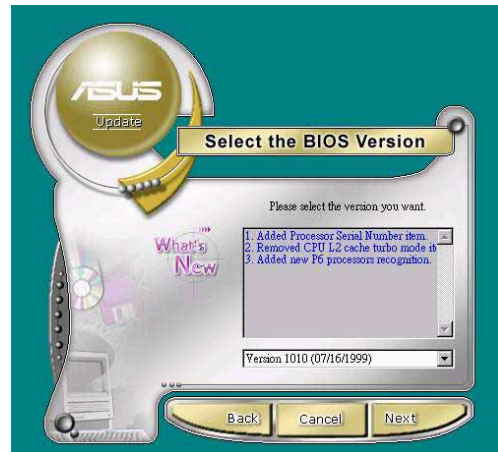 ASUS
Update
Select the BIOS Version
Please select the version you want.
What's
New
1. Added Processor Serial Number item.
2. Removed CPU L2 cache turbo mode it
3. Added new P6 processors recognition.
Version 1010 (07/16/1999)
Back
Cancel
Next